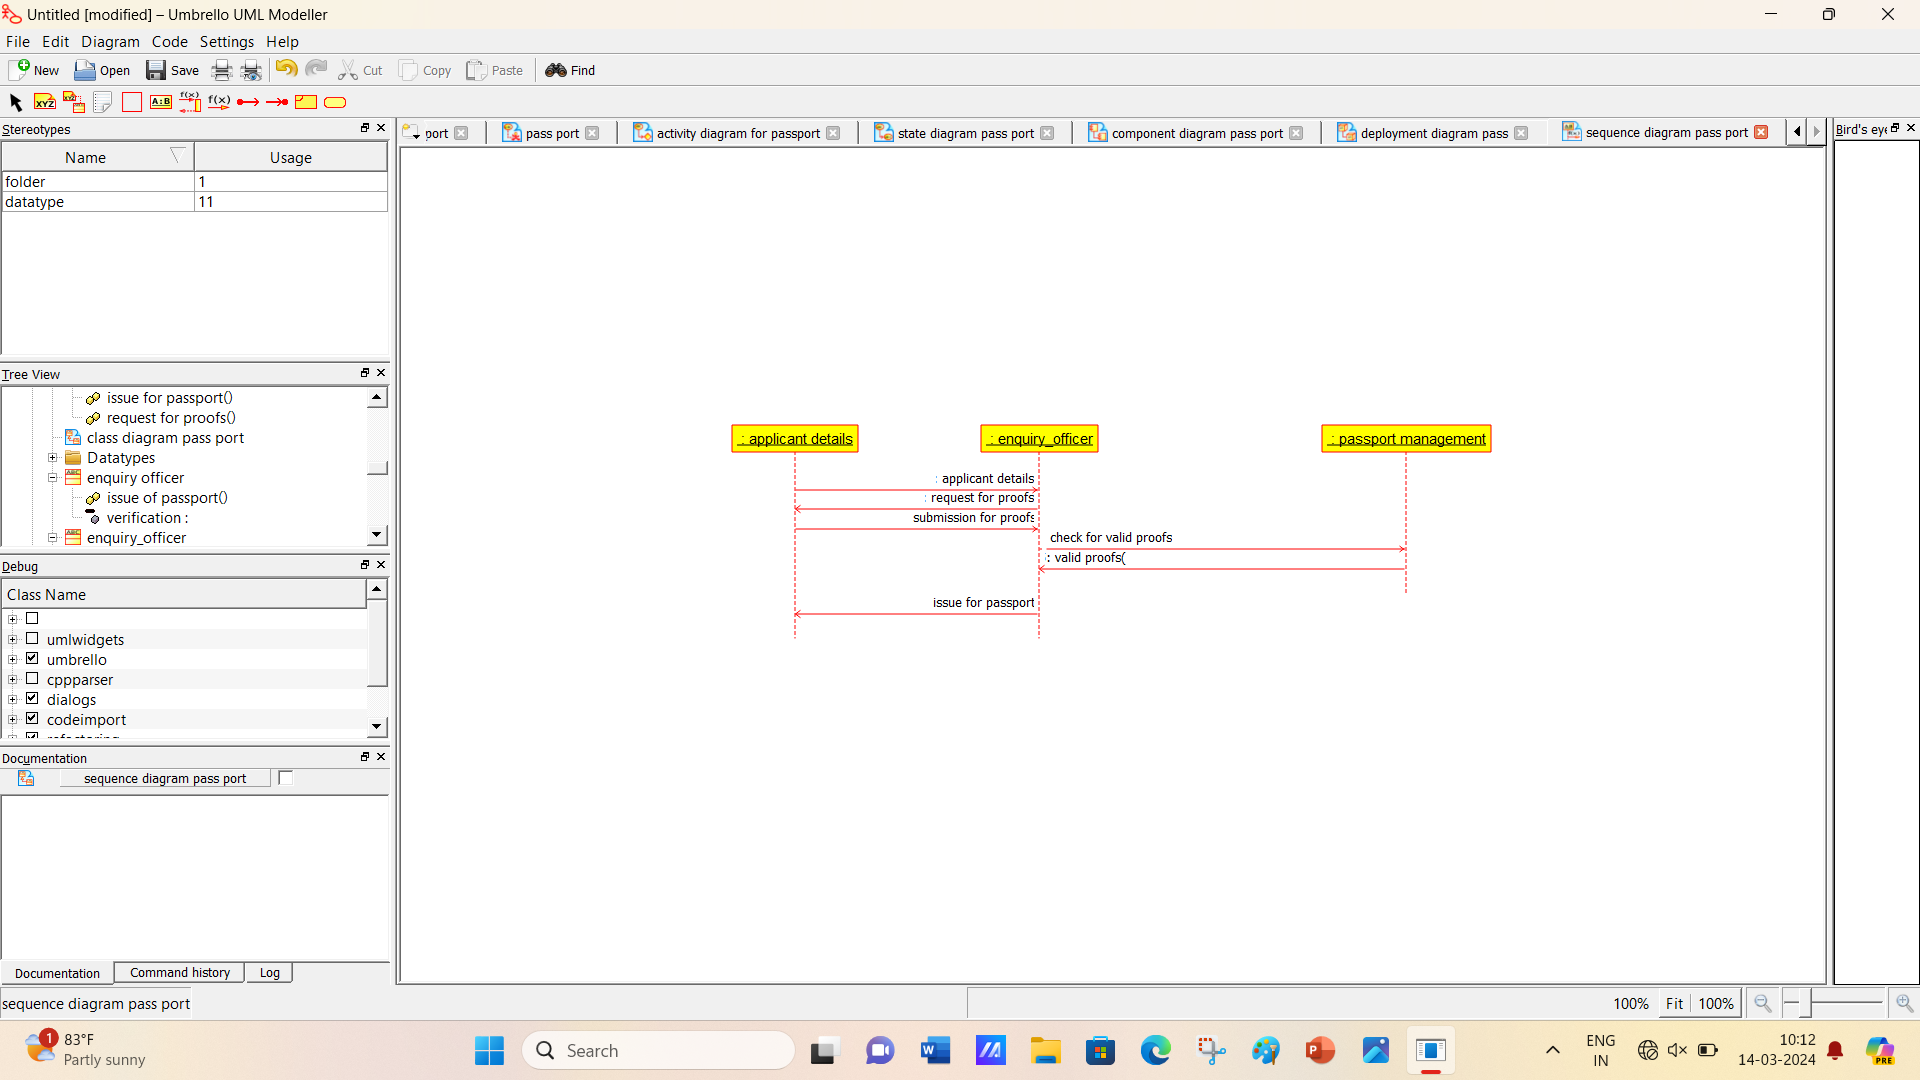 Untitled [modified] – Umbrello UML Modeller
File Edit Diagram Code Settings Help
New Open Save Cut Copy Paste Find
XYZ A:B f(x) f(x)
Stereotypes
Name Usage
folder 1
datatype 11
Tree View
issue for passport()
request for proofs()
class diagram pass port
Datatypes
enquiry officer
issue of passport()
verification :
enquiry_officer
Debug
Class Name
umlwidgets
umbrello
cppparser
dialogs
codeimport
refactoring
Documentation
sequence diagram pass port
Documentation Command history Log
port pass port activity diagram for passport state diagram pass port component diagram pass port deployment diagram pass sequence diagram pass port
Bird's eye
: applicant details : enquiry_officer : passport management
: applicant details
: request for proofs
submission for proofs
check for valid proofs
: valid proofs(
issue for passport
sequence diagram pass port 100% Fit 100%
1 83°F
Partly sunny
Search
ENG
IN
10:12
14-03-2024
PRE